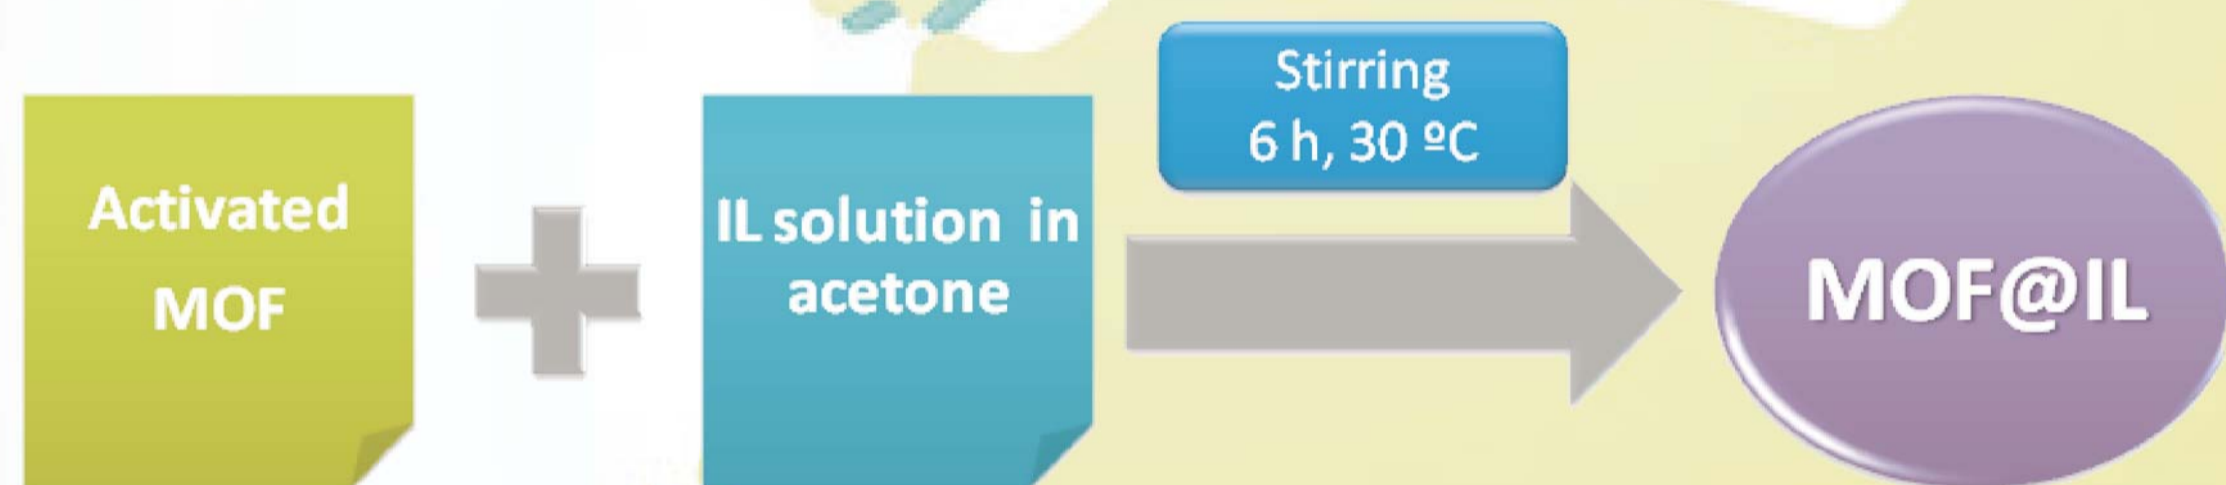 Activated
MOF
IL solution in
acetone
Stirring
6 h, 30 ºC
MOF@IL